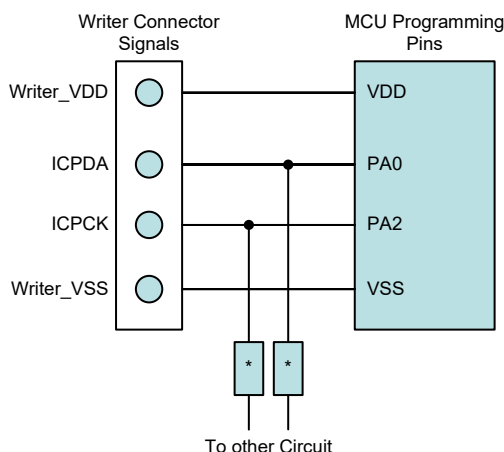 Writer Connector
Signals
MCU Programming
Pins
Writer_VDD
VDD
ICPDA
PA0
ICPCK
PA2
Writer_VSS
VSS
*
*
To other Circuit